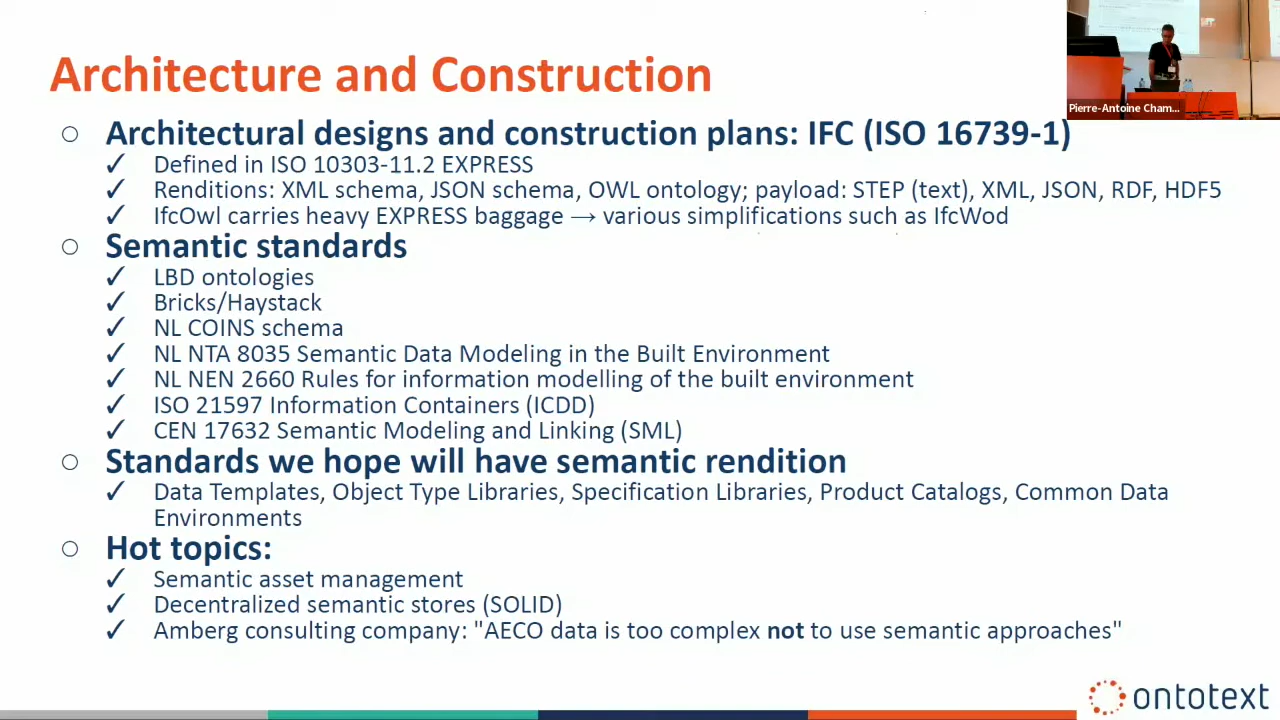 Architecture and Construction
Pierre-Antoine Cham...
○ Architectural designs and construction plans: IFC (ISO 16739-1)
✓ Defined in ISO 10303-11.2 EXPRESS
✓ Renditions: XML schema, JSON schema, OWL ontology; payload: STEP (text), XML, JSON, RDF, HDF5
✓ IfcOwl carries heavy EXPRESS baggage → various simplifications such as IfcWod
○ Semantic standards
✓ LBD ontologies
✓ Bricks/Haystack
✓ NL COINS schema
✓ NL NTA 8035 Semantic Data Modeling in the Built Environment
✓ NL NEN 2660 Rules for information modelling of the built environment
✓ ISO 21597 Information Containers (ICDD)
✓ CEN 17632 Semantic Modeling and Linking (SML)
○ Standards we hope will have semantic rendition
✓ Data Templates, Object Type Libraries, Specification Libraries, Product Catalogs, Common Data
Environments
○ Hot topics:
✓ Semantic asset management
✓ Decentralized semantic stores (SOLID)
✓ Amberg consulting company: "AECO data is too complex not to use semantic approaches"
ontotext